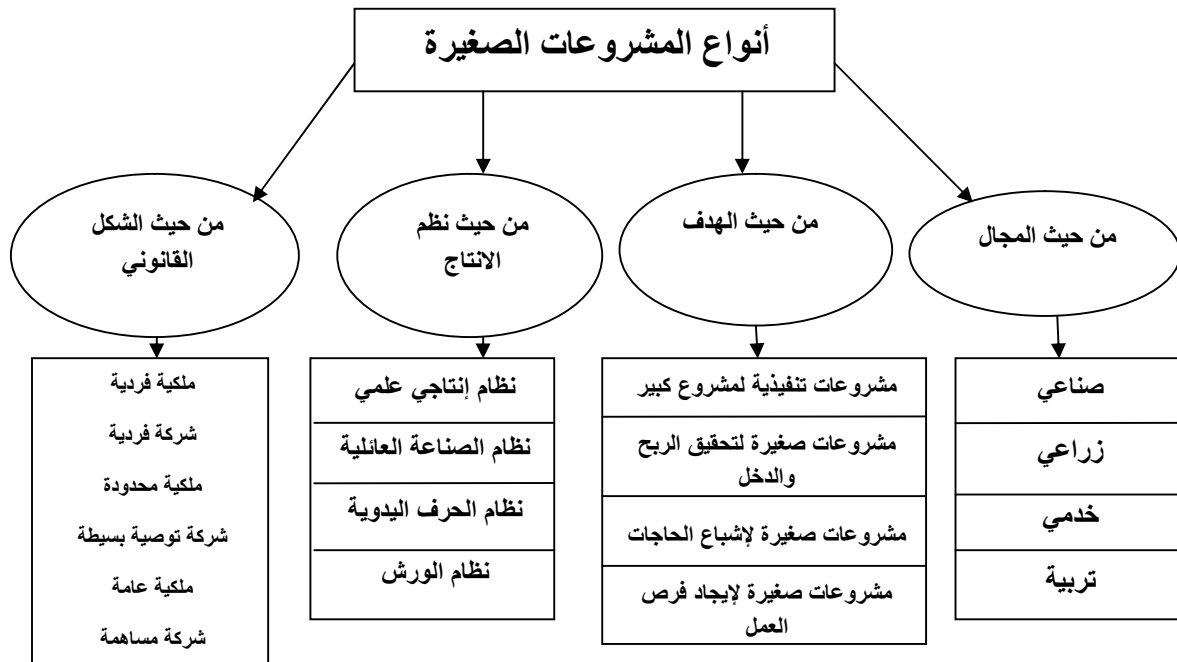 أنواع المشروعات الصغيرة
من حيث المجال
من حيث الهدف
من حيث نظم
الانتاج
من حيث الشكل
القانوني
صناعي
زراعي
خدمي
تربية
مشروعات تنفيذية لمشروع كبير
مشروعات صغيرة لتحقيق الربح
والدخل
مشروعات صغيرة لإشباع الحاجات
مشروعات صغيرة لإيجاد فرص
العمل
نظام إنتاجي علمي
نظام الصناعة العائلية
نظام الحرف اليدوية
نظام الورش
ملكية فردية
شركة فردية
ملكية محدودة
شركة توصية بسيطة
ملكية عامة
شركة مساهمة